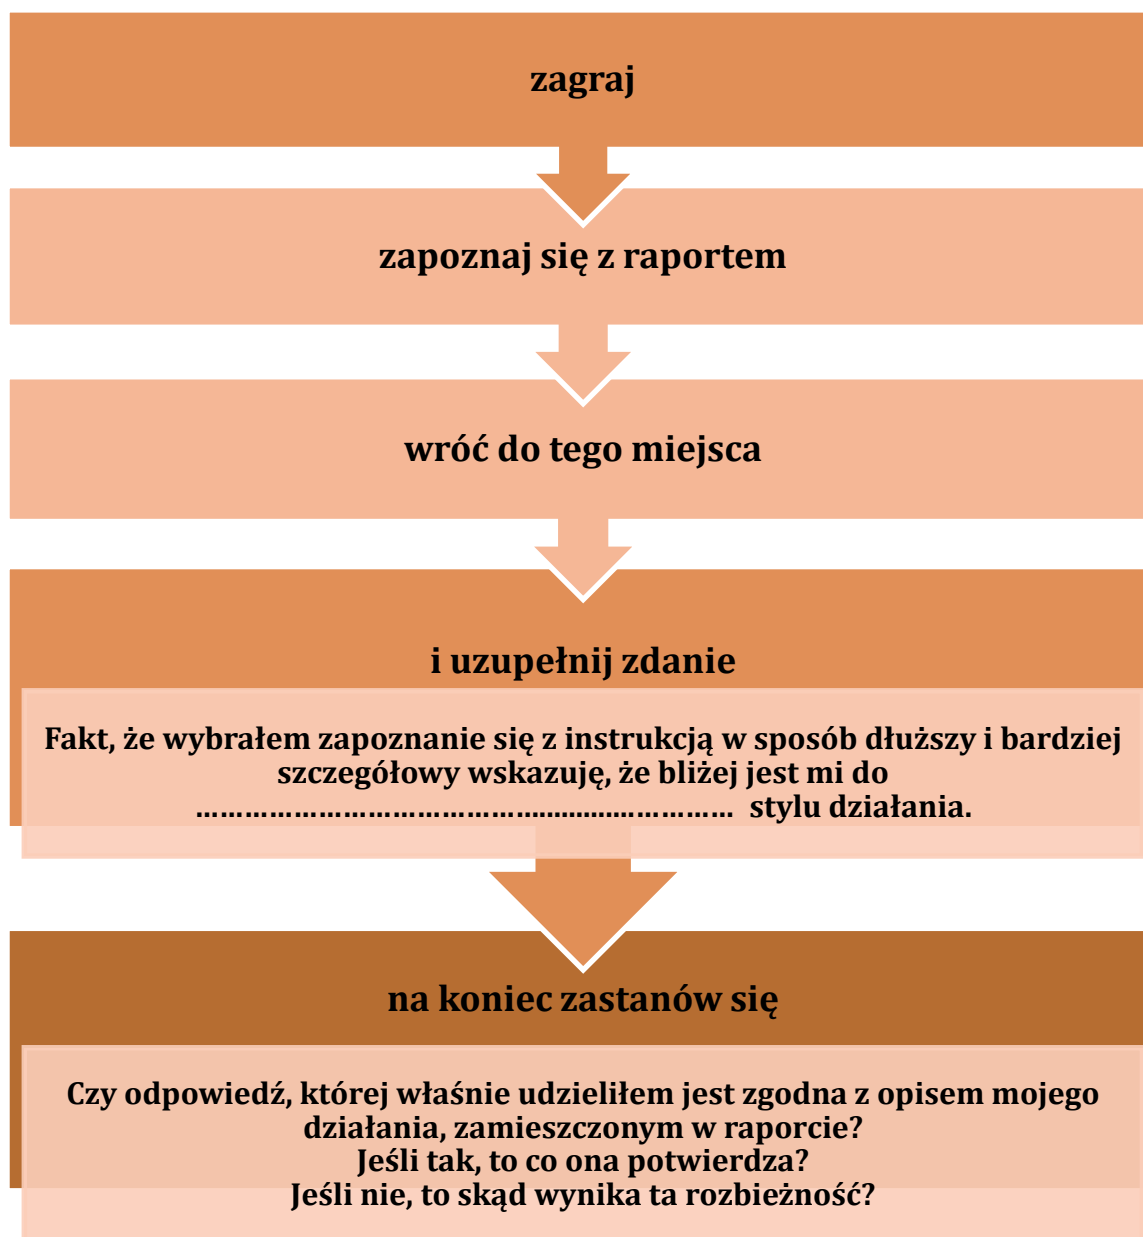 zagraj
zapoznaj się z raportem
wróć do tego miejsca
i uzupełnij zdanie
Fakt, że wybrałem zapoznanie się z instrukcją w sposób dłuższy i bardziej
szczegółowy wskazuję, że bliżej jest mi do
……………………………………..................………… stylu działania.
na koniec zastanów się
Czy odpowiedź, której właśnie udzieliłem jest zgodna z opisem mojego
działania, zamieszczonym w raporcie?
Jeśli tak, to co ona potwierdza?
Jeśli nie, to skąd wynika ta rozbieżność?